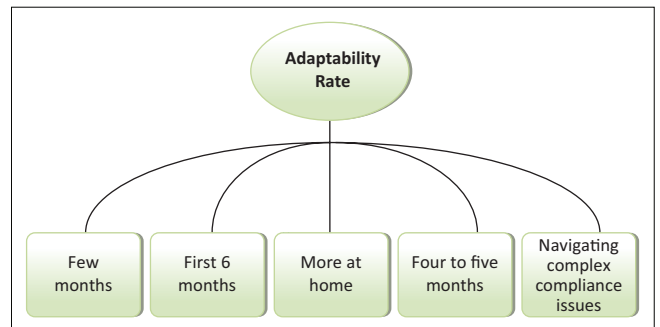 Adaptability
Rate
Few
months
First 6
months
More at
home
Four to five
months
Navigating
complex
compliance
issues